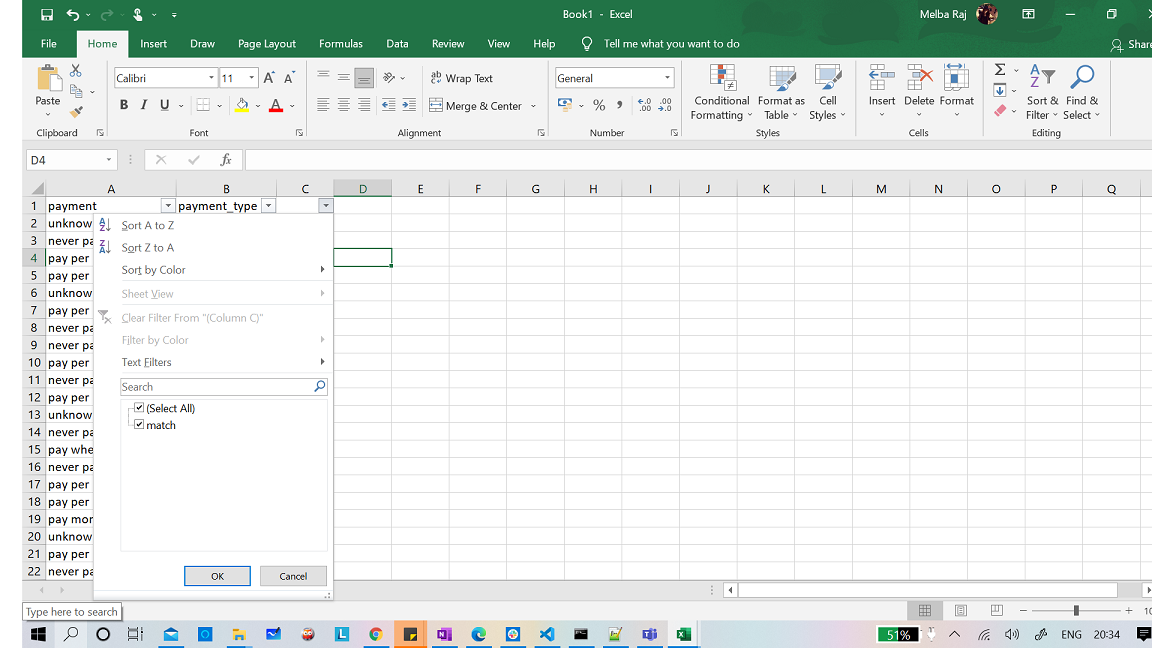 Book1 - Excel
Melba Raj
File Home Insert Draw Page Layout Formulas Data Review View Help Tell me what you want to do
Share
Paste
Clipboard
Calibri 11
B I U
Font
Wrap Text
Merge & Center
Alignment
General
Number
Conditional Formatting
Format as Table
Cell Styles
Styles
Insert Delete Format
Cells
Sort & Filter
Find & Select
Editing
D4
fx
A B C D E F G H I J K L M N O P Q
1 payment payment_type
2 unknow
3 never pa
4 pay per
5 pay per
6 unknow
7 pay per
8 never pa
9 never pa
10 pay per
11 never pa
12 pay per
13 unknow
14 never pa
15 pay whe
16 never pa
17 pay per
18 pay per
19 pay mor
20 unknow
21 pay per
22 never pa
Sort A to Z
Sort Z to A
Sort by Color
Sheet View
Clear Filter From "(Column C)"
Filter by Color
Text Filters
Search
(Select All)
match
OK Cancel
Type here to search
10
51% ENG 20:34